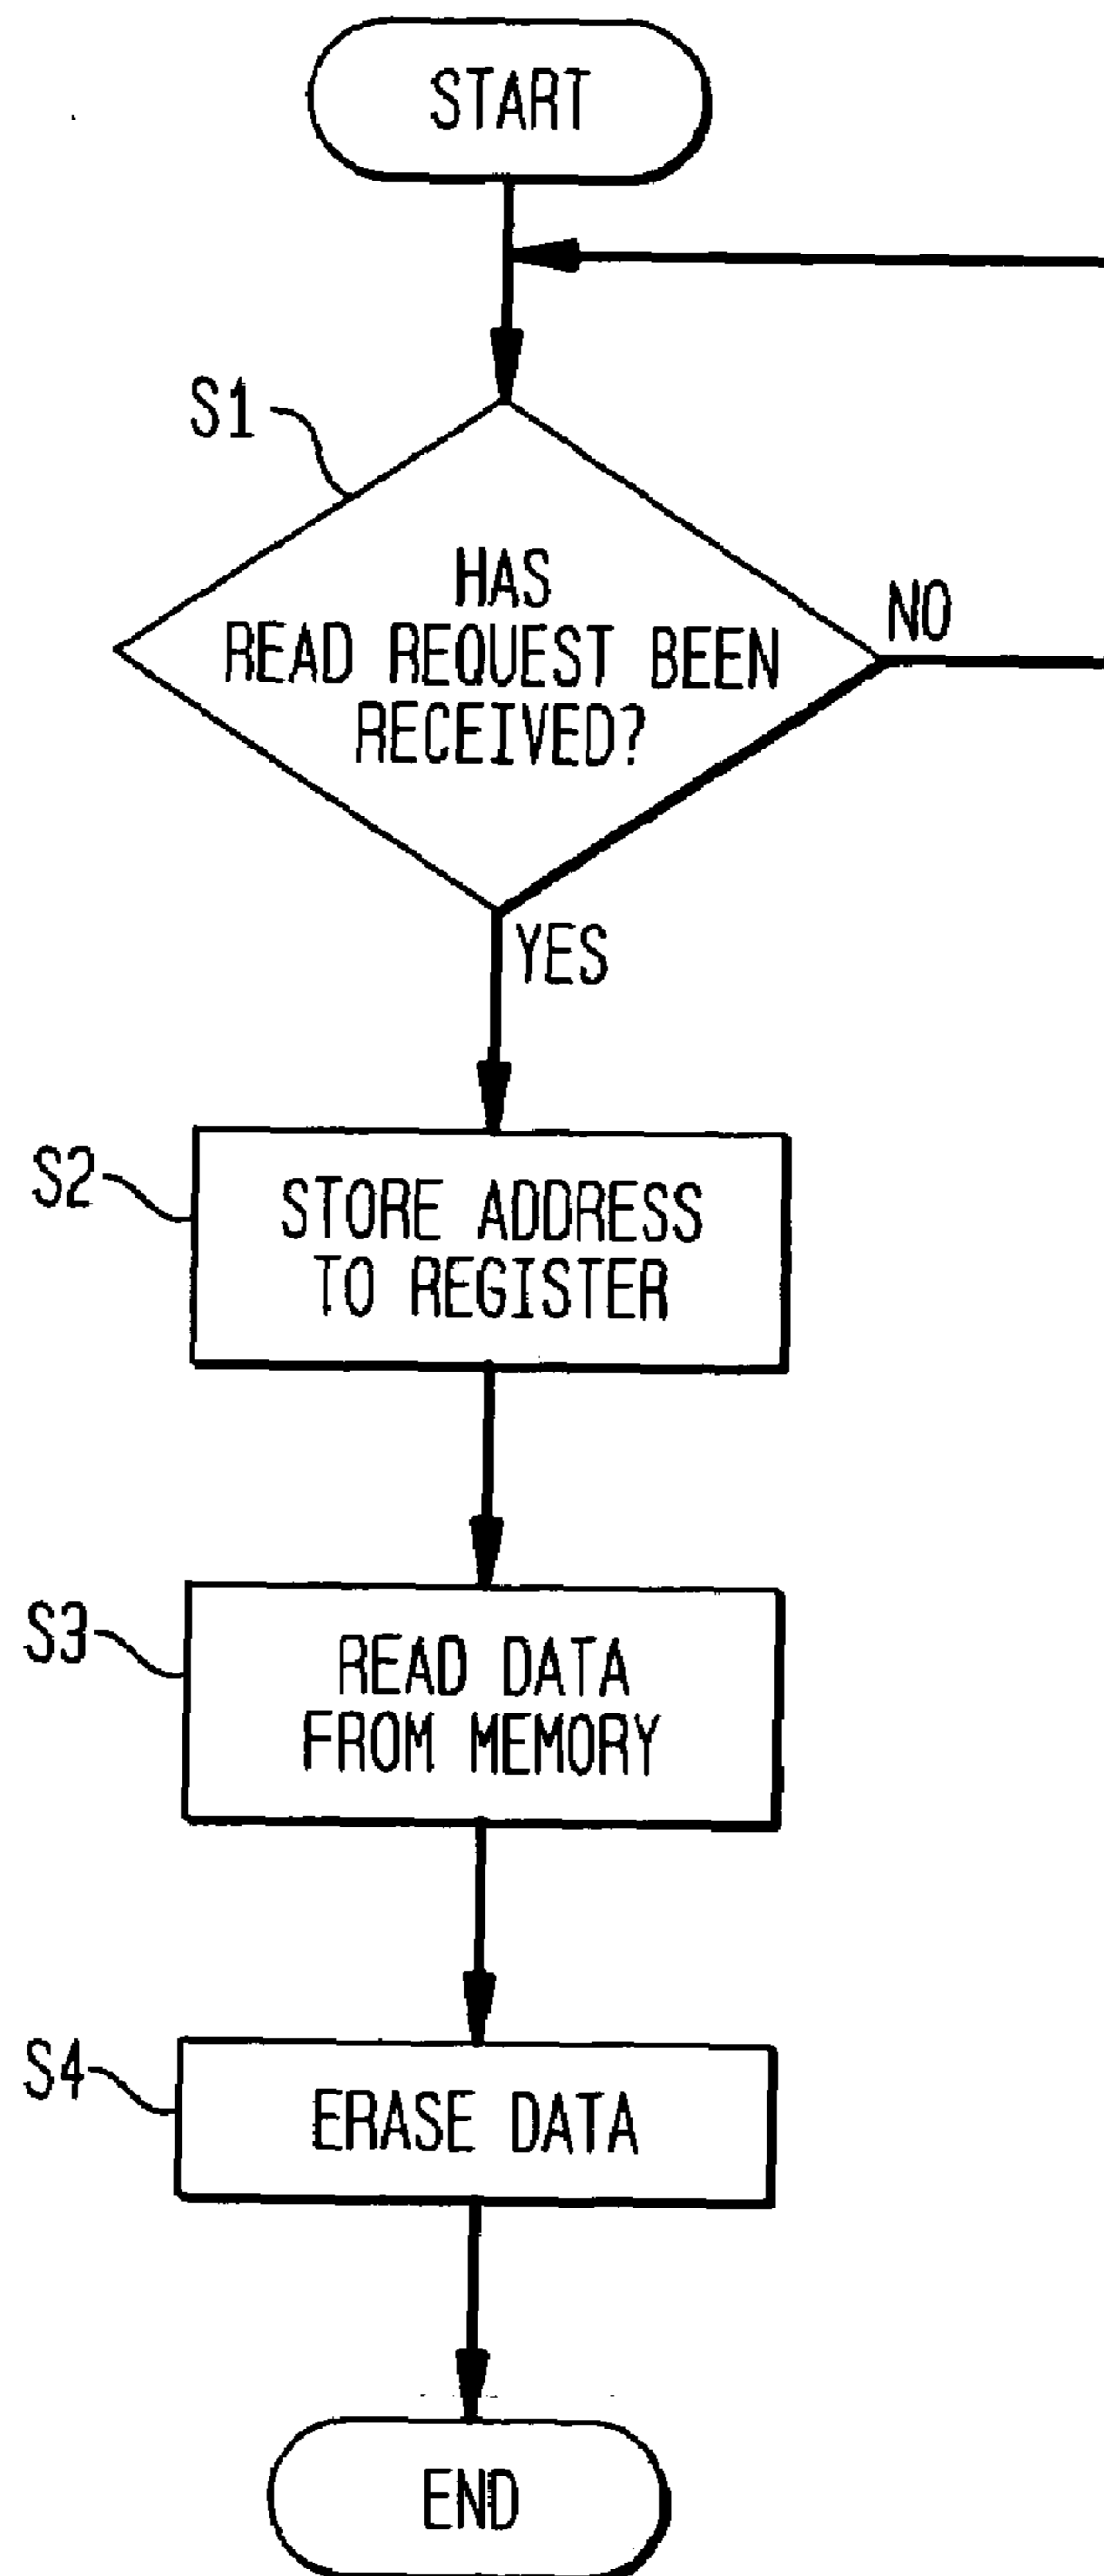 START
S1
HAS
READ REQUEST BEEN
RECEIVED?
NO
YES
S2
STORE ADDRESS
TO REGISTER
S3
READ DATA
FROM MEMORY
S4
ERASE DATA
END